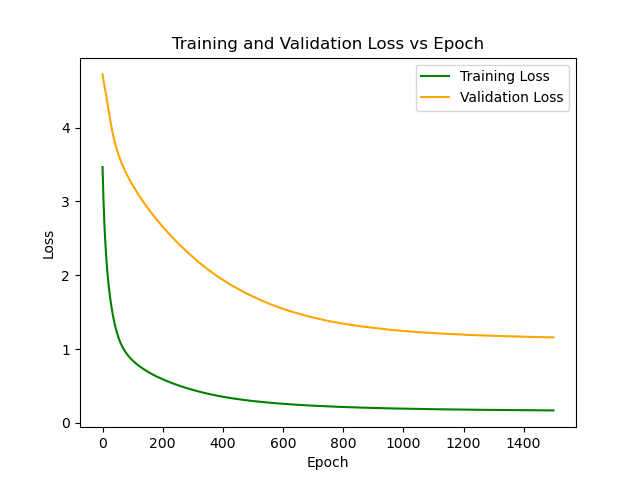 Training and Validation Loss vs Epoch
Training Loss
Validation Loss
4
3
2
1
0
Loss
0 200 400 600 800 1000 1200 1400
Epoch